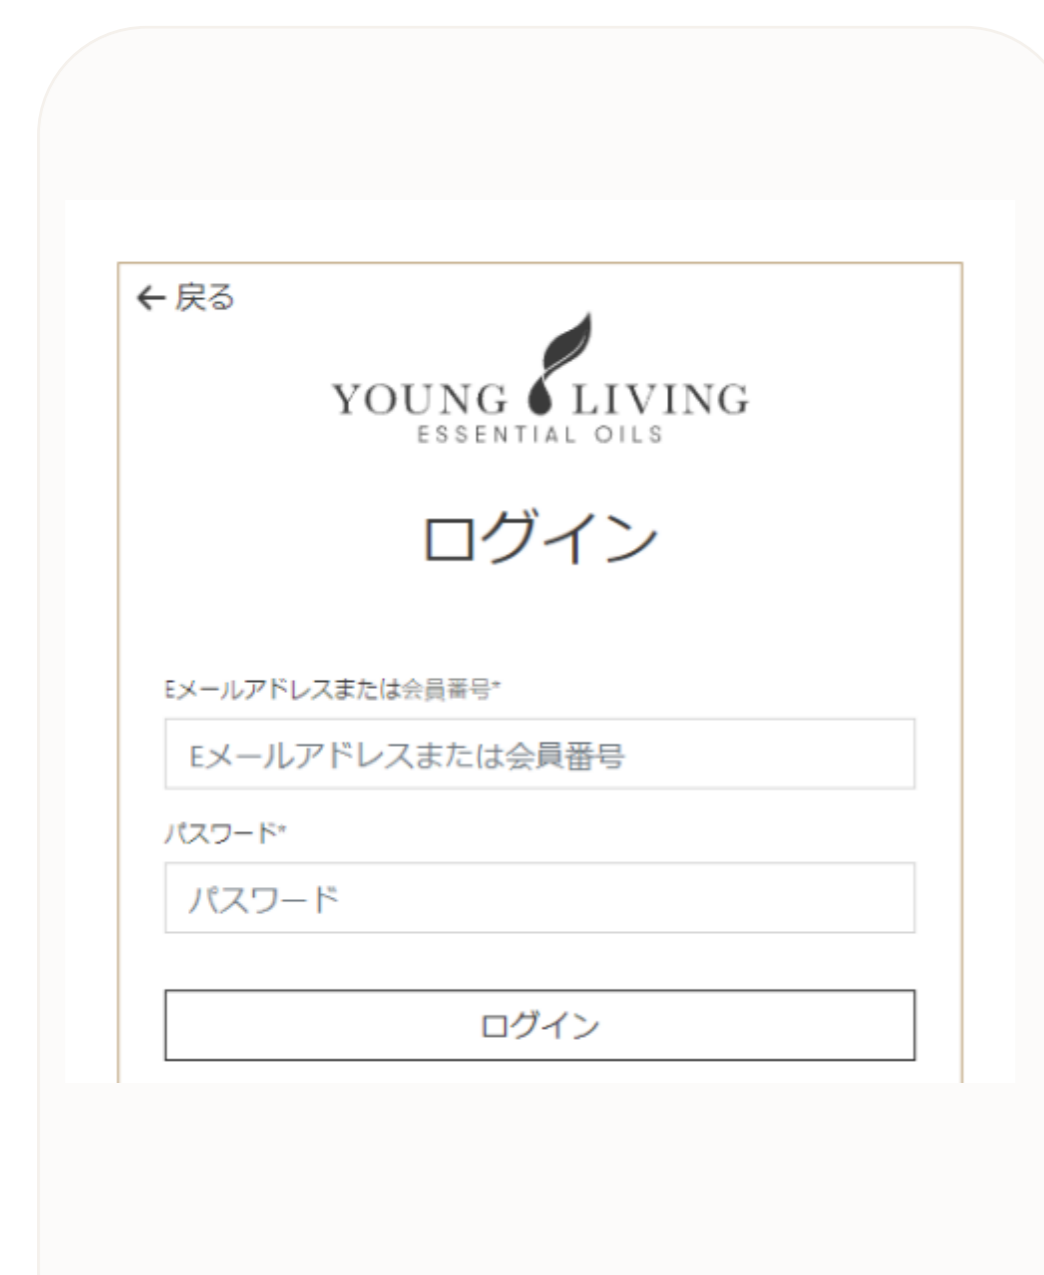 ← 戻る
YOUNG LIVING
ESSENTIAL OILS
ログイン
Eメールアドレスまたは会員番号*
Eメールアドレスまたは会員番号
パスワード*
パスワード
ログイン